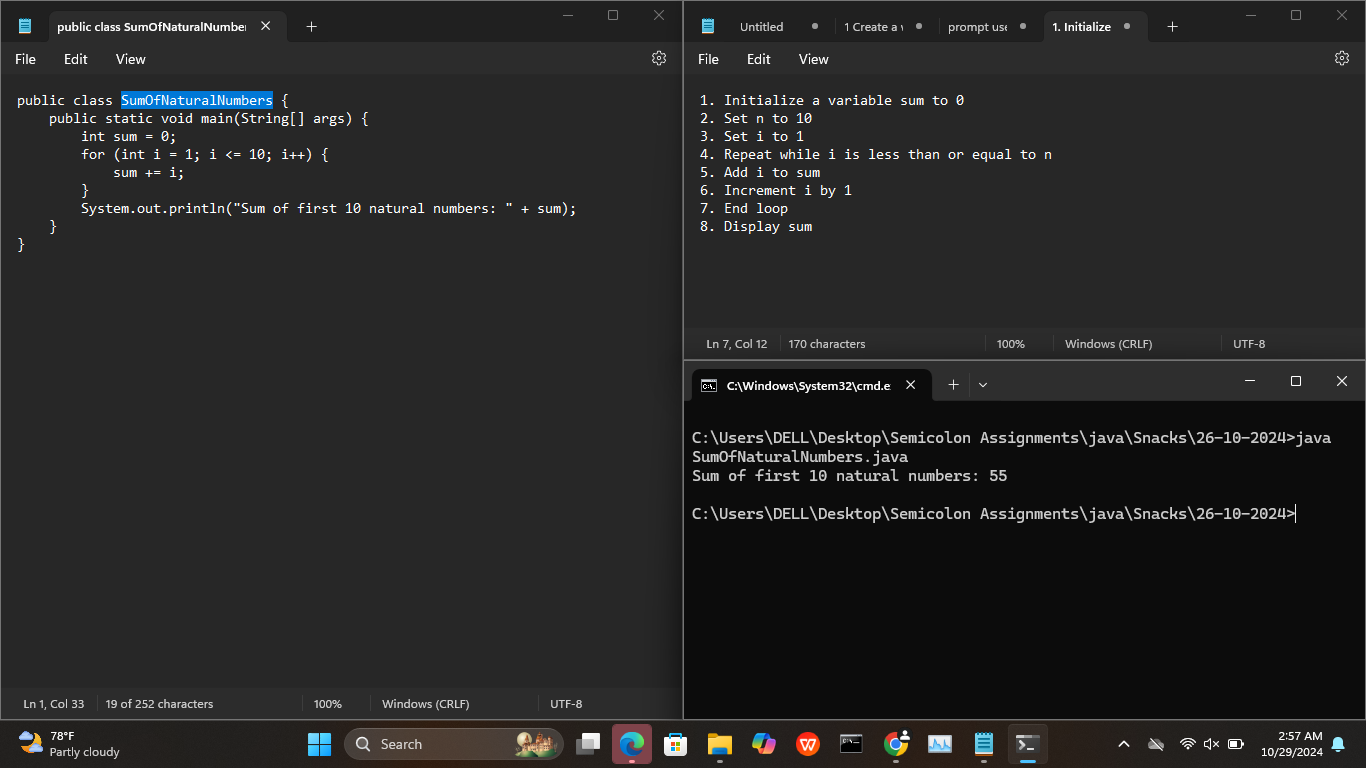 public class SumOfNaturalNumber
File Edit View
public class SumOfNaturalNumbers {
    public static void main(String[] args) {
        int sum = 0;
        for (int i = 1; i <= 10; i++) {
            sum += i;
        }
        System.out.println("Sum of first 10 natural numbers: " + sum);
    }
}
Ln 1, Col 33 19 of 252 characters 100% Windows (CRLF) UTF-8
Untitled 1 Create a prompt use 1. Initialize
File Edit View
1. Initialize a variable sum to 0
2. Set n to 10
3. Set i to 1
4. Repeat while i is less than or equal to n
5. Add i to sum
6. Increment i by 1
7. End loop
8. Display sum
Ln 7, Col 12 170 characters 100% Windows (CRLF) UTF-8
C:\Windows\System32\cmd.e
C:\Users\DELL\Desktop\Semicolon Assignments\java\Snacks\26-10-2024>java
SumOfNaturalNumbers.java
Sum of first 10 natural numbers: 55
C:\Users\DELL\Desktop\Semicolon Assignments\java\Snacks\26-10-2024>
78°F
Partly cloudy
Search
2:57 AM
10/29/2024